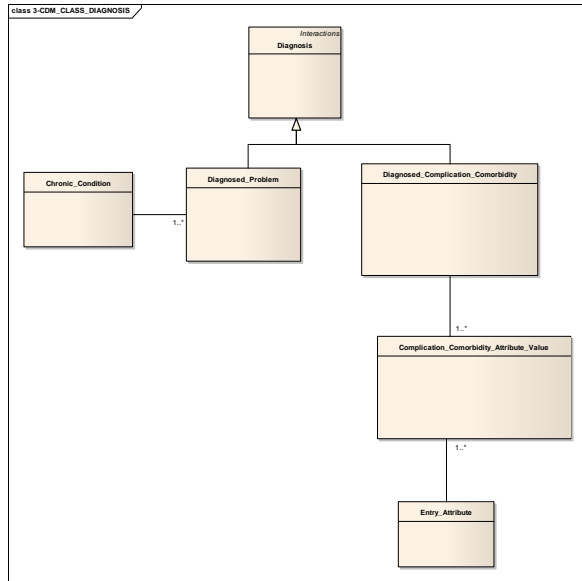 class 3-CDM_CLASS_DIAGNOSIS
Interactions
Diagnosis
Chronic_Condition
Diagnosed_Problem
Diagnosed_Complication_Comorbidity
1..*
1..*
Complication_Comorbidity_Attribute_Value
1..*
Entry_Attribute